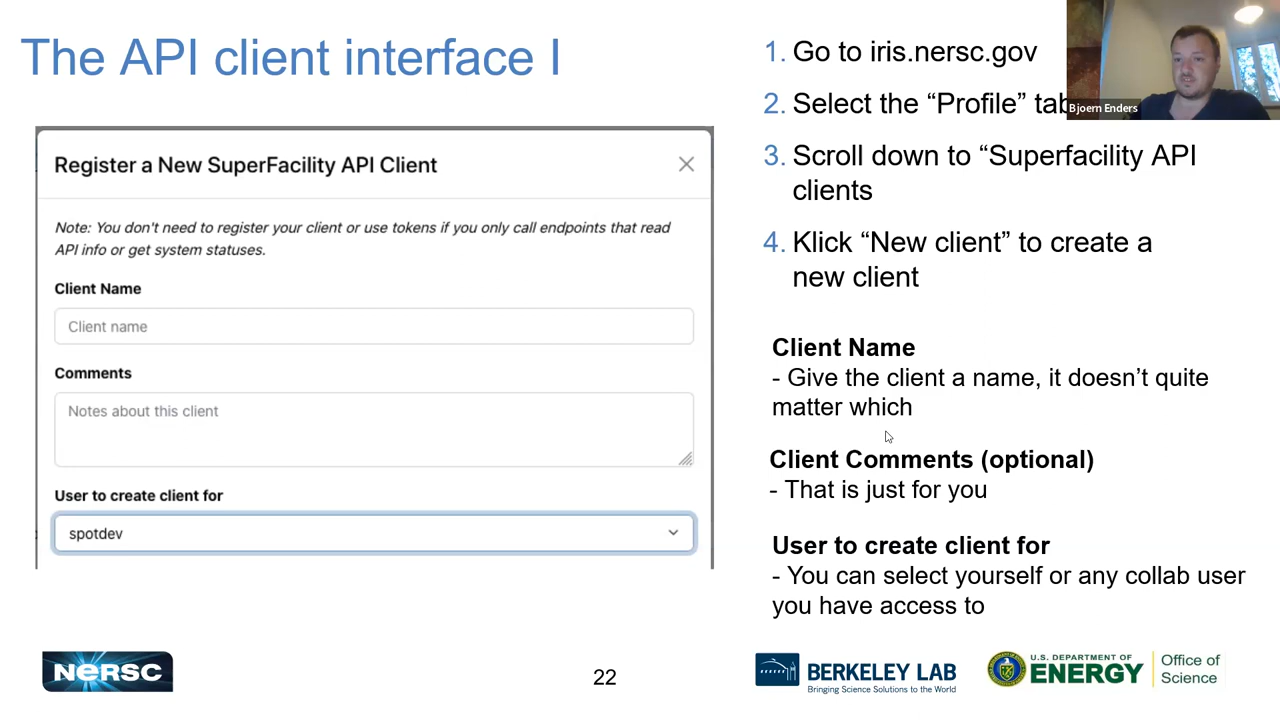 The API client interface I
Register a New SuperFacility API Client
Note: You don't need to register your client or use tokens if you only call endpoints that read
API info or get system statuses.
Client Name
Client name
Comments
Notes about this client
User to create client for
spotdev
1. Go to iris.nersc.gov
2. Select the “Profile” tab
3. Scroll down to “Superfacility API
clients
4. Klick “New client” to create a
new client
Client Name
- Give the client a name, it doesn’t quite
matter which
Client Comments (optional)
- That is just for you
User to create client for
- You can select yourself or any collab user
you have access to
Bjoern Enders
NERSC
22
BERKELEY LAB
Bringing Science Solutions to the World
U.S. DEPARTMENT OF
ENERGY
Office of
Science